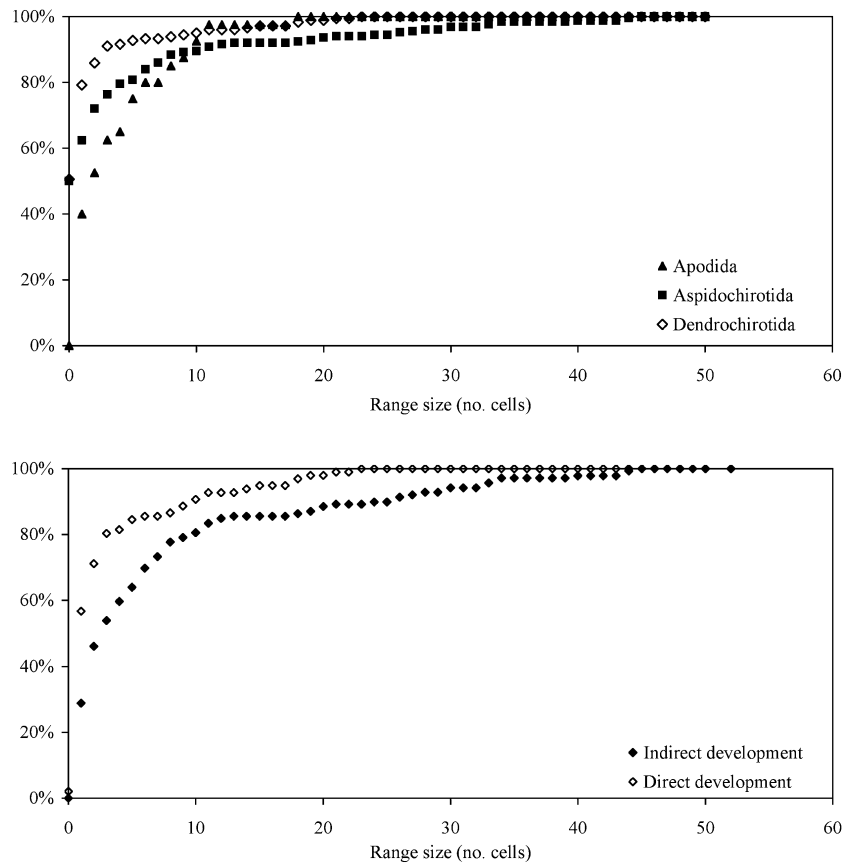 100%
80%
60%
40%
20%
0%
Apodida
Aspidochirotida
Dendrochirotida
0 10 20 30 40 50 60
Range size (no. cells)
100%
80%
60%
40%
20%
0%
Indirect development
Direct development
0 10 20 30 40 50 60
Range size (no. cells)